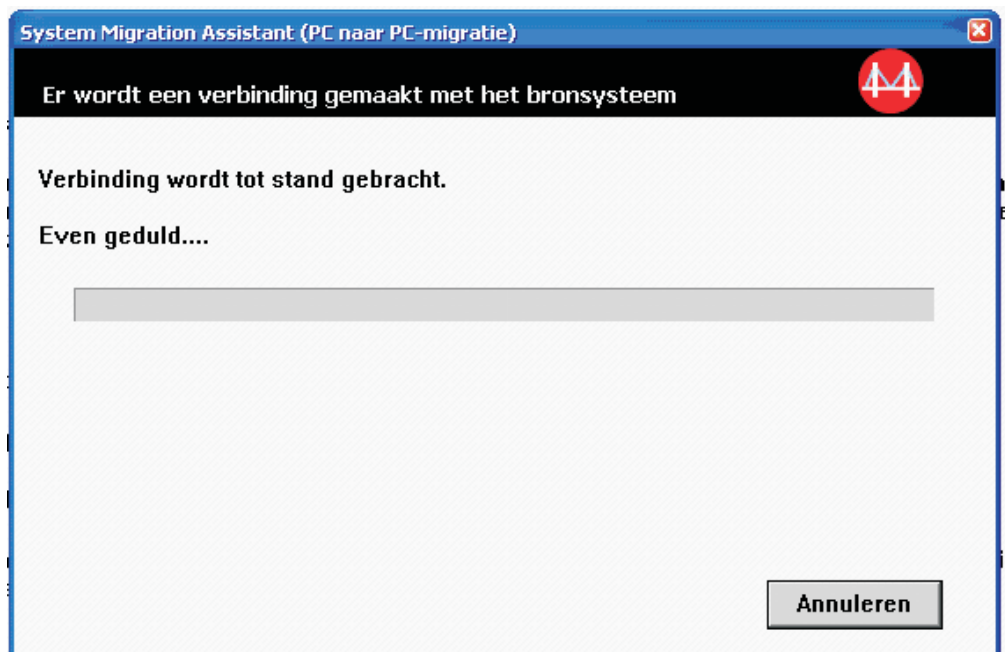 System Migration Assistant (PC naar PC-migratie)
Er wordt een verbinding gemaakt met het bronsysteem
Verbinding wordt tot stand gebracht.
Even geduld....
Annuleren